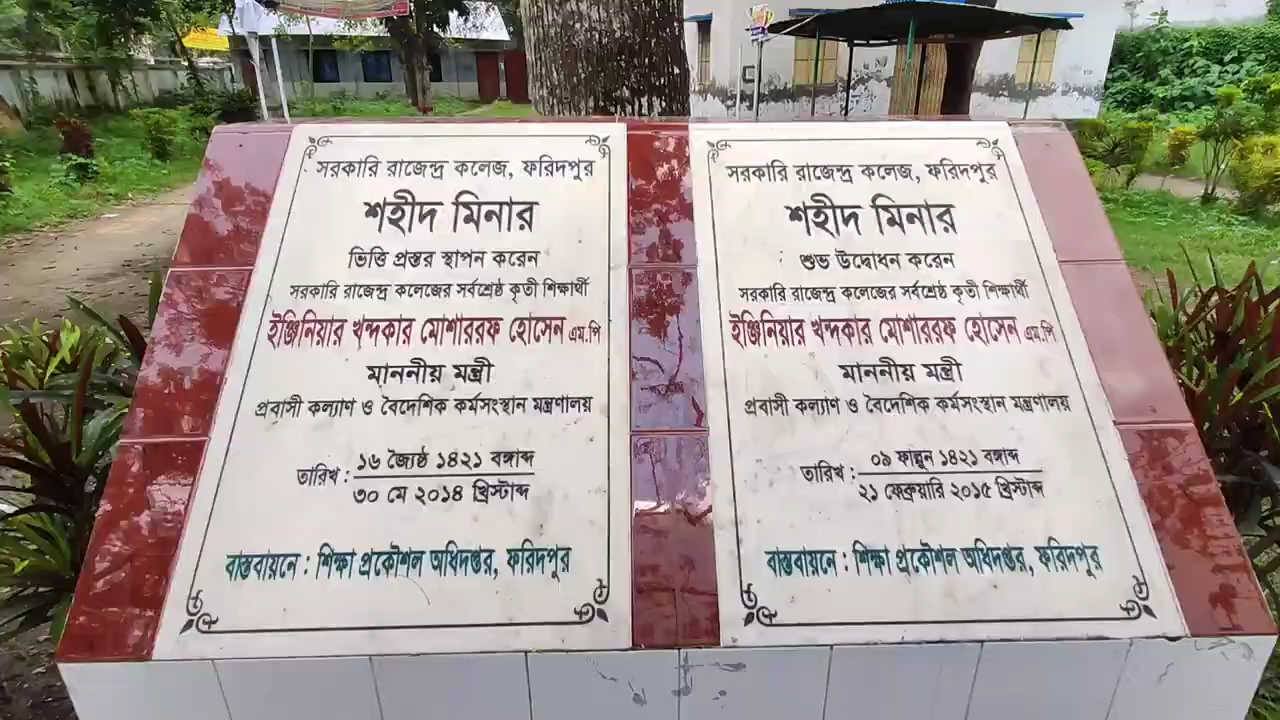 সরকারি রাজেন্দ্র কলেজ, ফরিদপুর
শহীদ মিনার
ভিত্তি প্রস্তর স্থাপন করেন
সরকারি রাজেন্দ্র কলেজের সর্বশ্রেষ্ঠ কৃতী শিক্ষার্থী
ইঞ্জিনিয়ার খন্দকার মোশাররফ হোসেন এম.পি
মাননীয় মন্ত্রী
প্রবাসী কল্যাণ ও বৈদেশিক কর্মসংস্থান মন্ত্রণালয়
তারিখ : ১৬ জ্যৈষ্ঠ ১৪২১ বঙ্গাব্দ
৩০ মে ২০১৪ খ্রিস্টাব্দ
বাস্তবায়নে : শিক্ষা প্রকৌশল অধিদপ্তর, ফরিদপুর
সরকারি রাজেন্দ্র কলেজ, ফরিদপুর
শহীদ মিনার
শুভ উদ্বোধন করেন
সরকারি রাজেন্দ্র কলেজের সর্বশ্রেষ্ঠ কৃতী শিক্ষার্থী
ইঞ্জিনিয়ার খন্দকার মোশাররফ হোসেন এম.পি
মাননীয় মন্ত্রী
প্রবাসী কল্যাণ ও বৈদেশিক কর্মসংস্থান মন্ত্রণালয়
তারিখ : ০৯ ফাল্গুন ১৪২১ বঙ্গাব্দ
২১ ফেব্রুয়ারি ২০১৫ খ্রিস্টাব্দ
বাস্তবায়নে : শিক্ষা প্রকৌশল অধিদপ্তর, ফরিদপুর